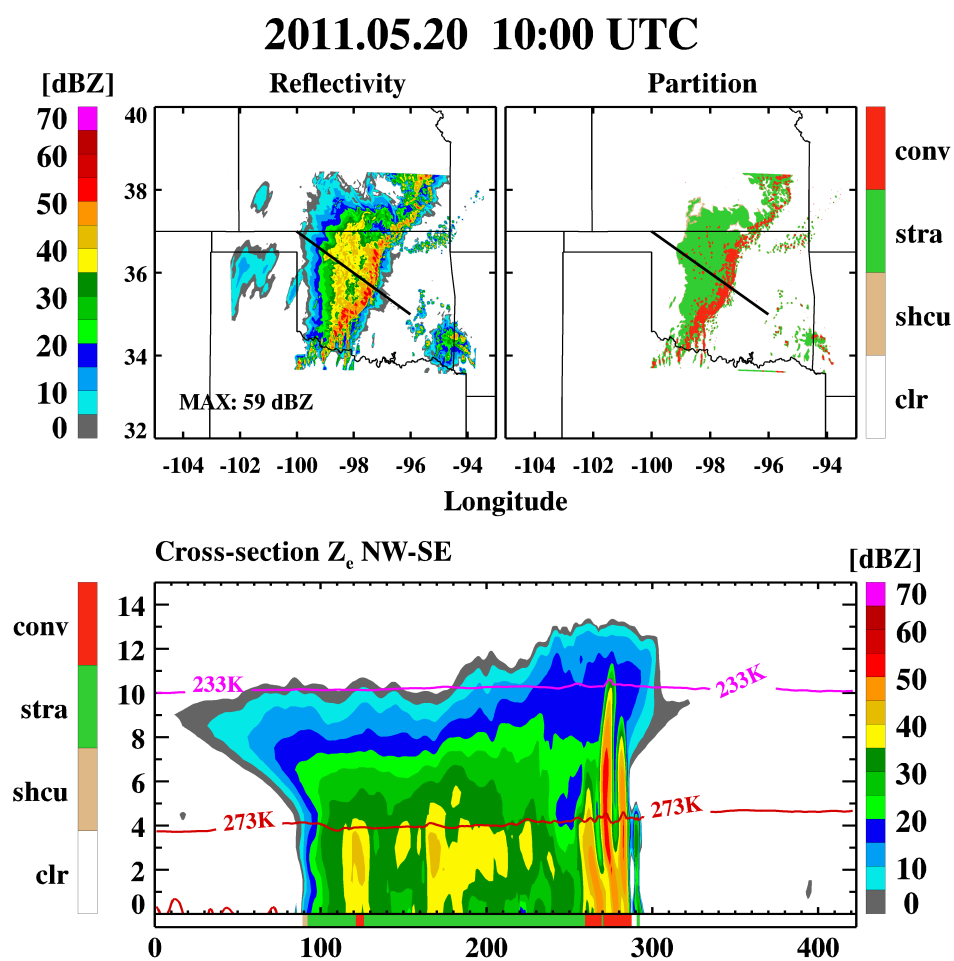 2011.05.20 10:00 UTC
[dBZ] Reflectivity Partition
70
60
50
40
30
20
10
0
40
38
36
34
32
MAX: 59 dBZ
-104 -102 -100 -98 -96 -94
-104 -102 -100 -98 -96 -94
conv
stra
shcu
clr
Longitude
Cross-section Ze NW-SE
[dBZ]
conv
stra
shcu
clr
14
12
10
8
6
4
2
0
233K
233K
273K
273K
70
60
50
40
30
20
10
0
0 100 200 300 400